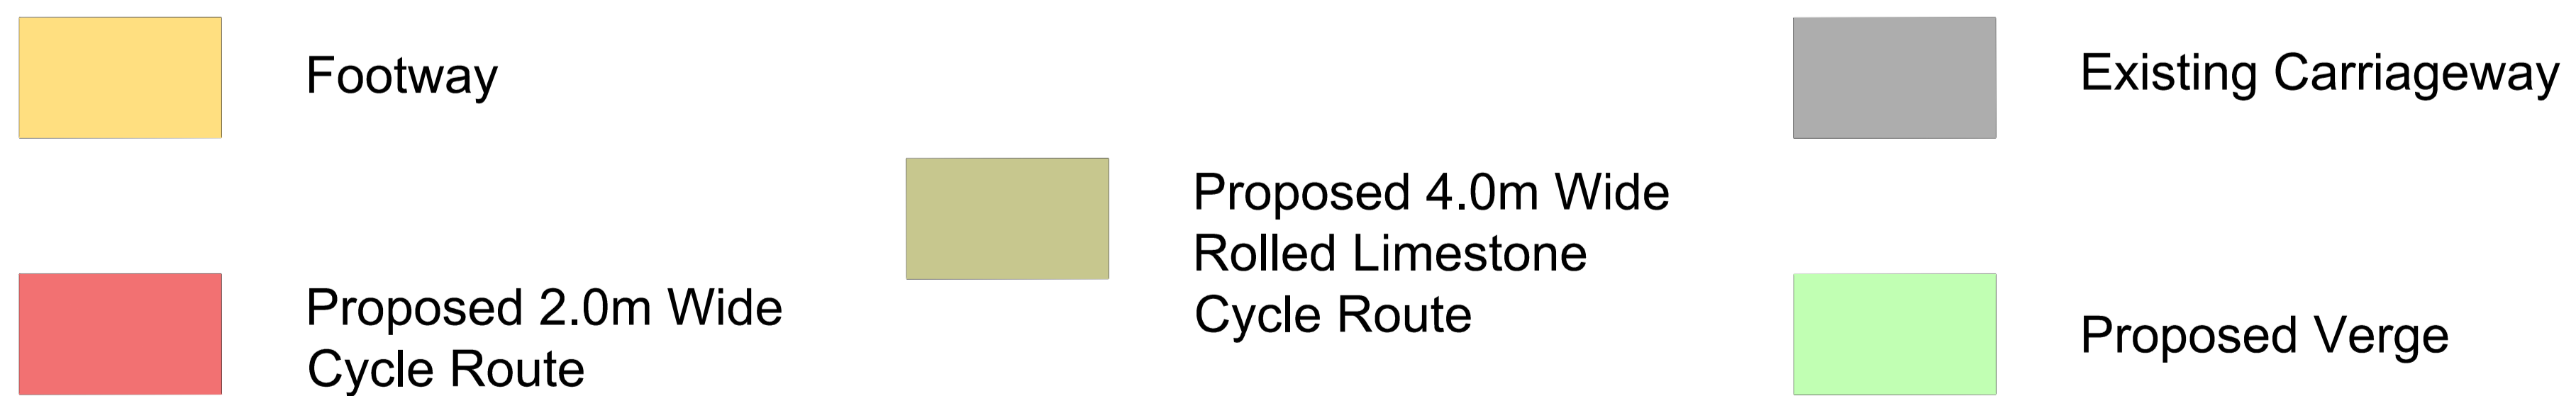 Footway
Proposed 2.0m Wide
Cycle Route
Proposed 4.0m Wide
Rolled Limestone
Cycle Route
Existing Carriageway
Proposed Verge